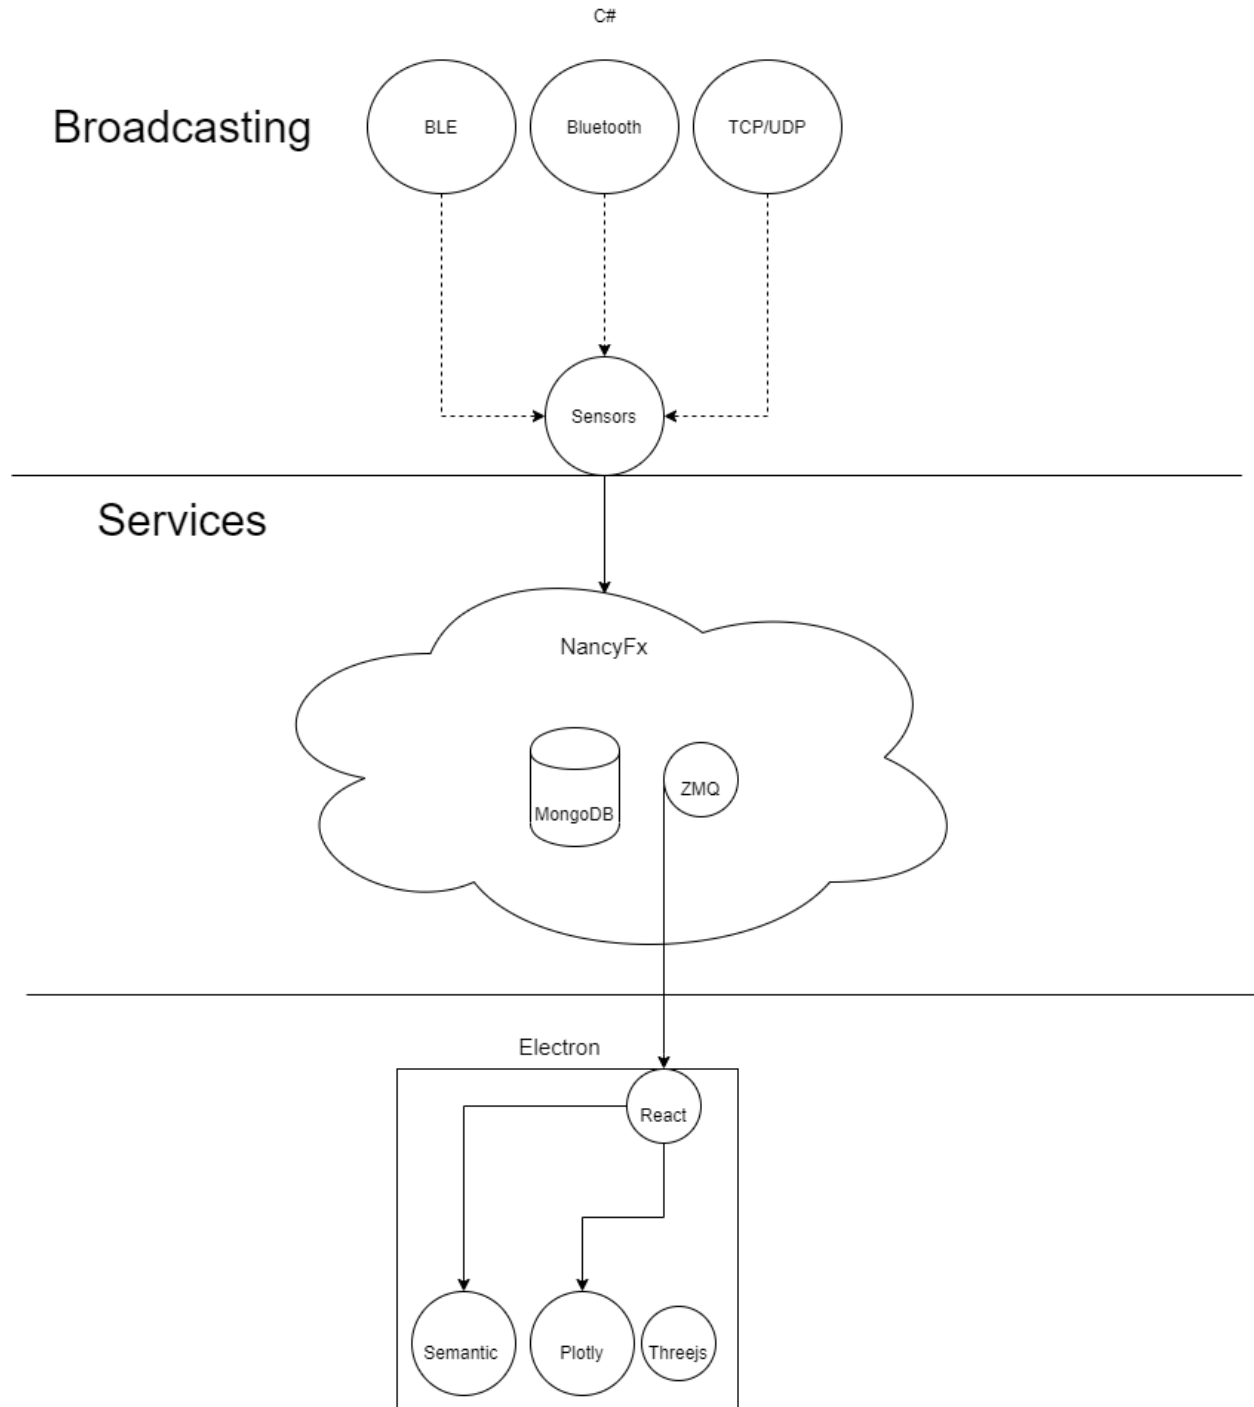 C#
Broadcasting
BLE
Bluetooth
TCP/UDP
Sensors
Services
NancyFx
MongoDB
ZMQ
Electron
React
Semantic
Plotly
Threejs